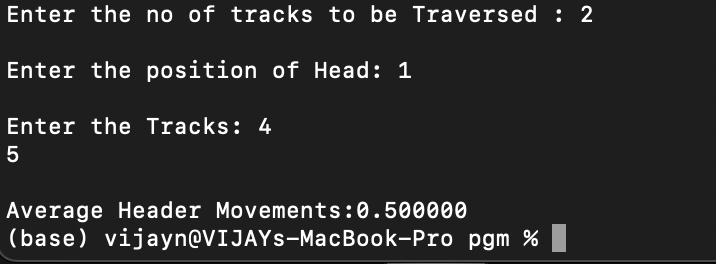 Enter the no of tracks to be Traversed : 2
Enter the position of Head: 1
Enter the Tracks: 4
5
Average Header Movements:0.500000
(base) vijayn@VIJAYs-MacBook-Pro pgm %